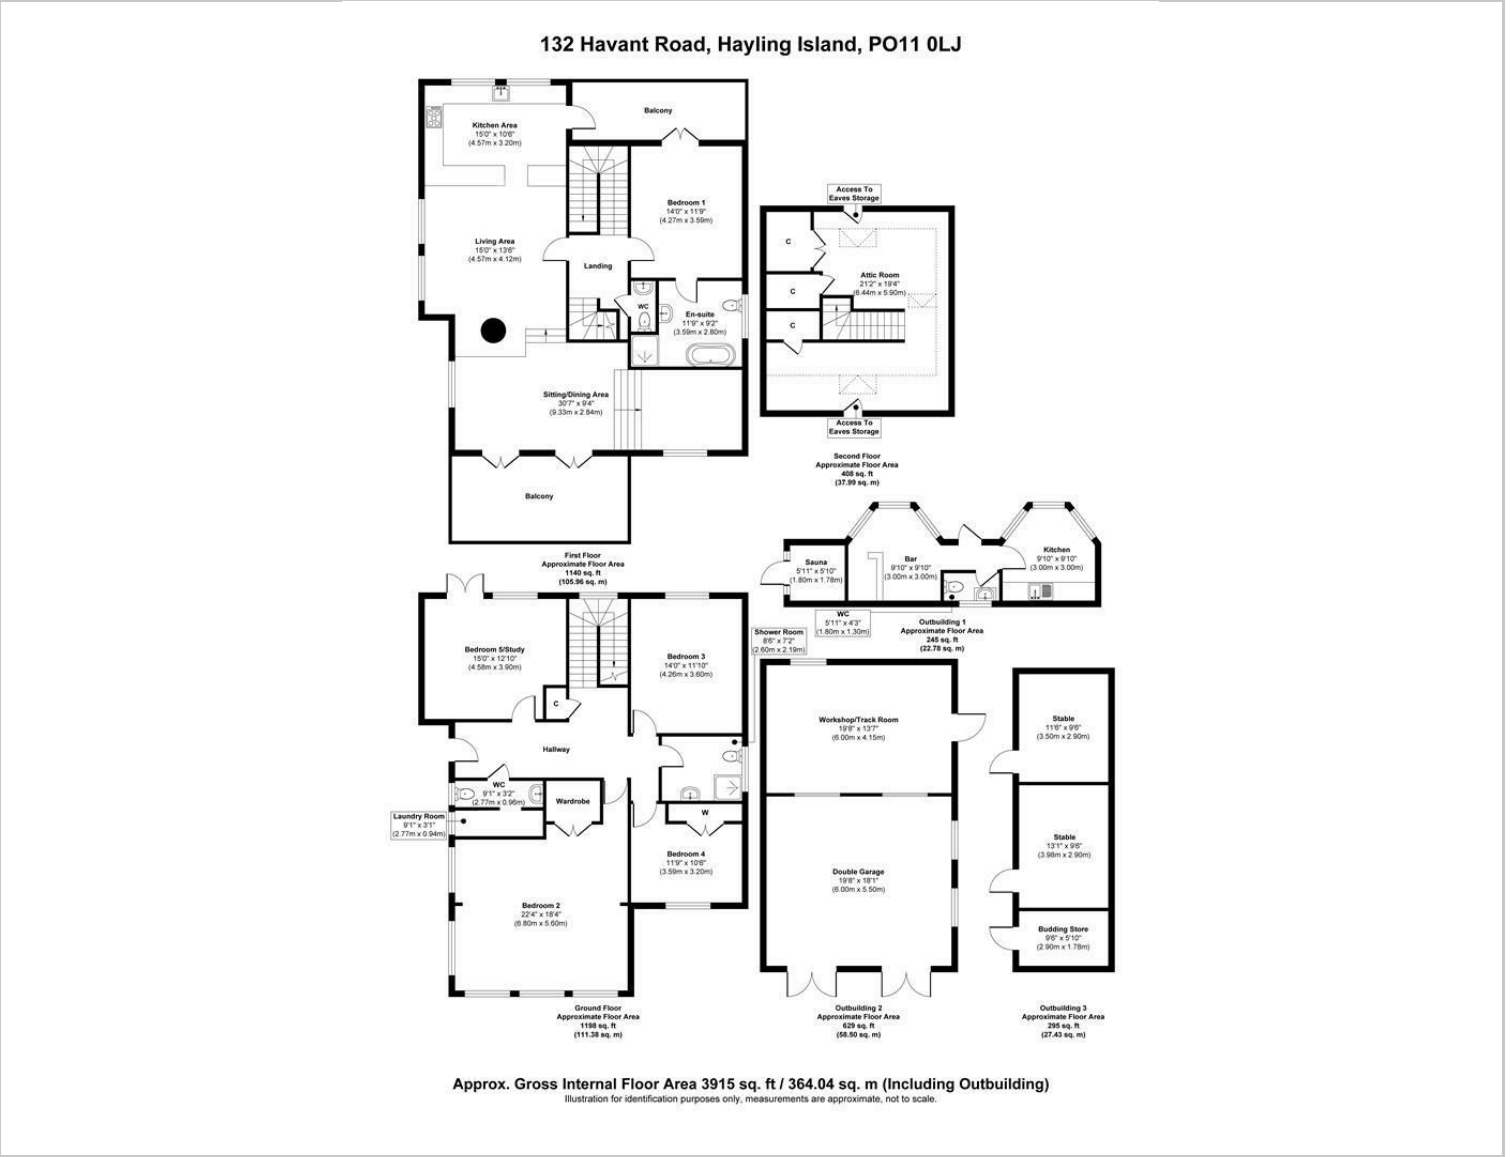 132 Havant Road, Hayling Island, PO11 0LJ
Balcony
Kitchen Area
15'0" x 10'6"
(4.57m x 3.20m)
Bedroom 1
14'0" x 11'9"
(4.27m x 3.59m)
Living Area
15'0" x 13'6"
(4.57m x 4.12m)
Landing
WC
En-suite
11'9" x 9'2"
(3.59m x 2.80m)
Sitting/Dining Area
30'7" x 9'4"
(9.33m x 2.84m)
Balcony
First Floor
Approximate Floor Area
1140 sq. ft
(105.96 sq. m)
Access To
Eaves Storage
C
Attic Room
21'2" x 19'4"
(6.44m x 5.90m)
C
C
Access To
Eaves Storage
Second Floor
Approximate Floor Area
408 sq. ft
(37.99 sq. m)
Sauna
5'11" x 5'10"
(1.80m x 1.78m)
Bar
9'10" x 9'10"
(3.00m x 3.00m)
Kitchen
9'10" x 9'10"
(3.00m x 3.00m)
WC
5'11" x 4'3"
(1.80m x 1.30m)
Outbuilding 1
Approximate Floor Area
245 sq. ft
(22.78 sq. m)
Shower Room
8'6" x 7'2"
(2.60m x 2.19m)
Bedroom 5/Study
15'0" x 12'10"
(4.58m x 3.90m)
Bedroom 3
14'0" x 11'10"
(4.26m x 3.60m)
C
Hallway
WC
9'1" x 3'2"
(2.77m x 0.96m)
Wardrobe
Laundry Room
9'1" x 3'1"
(2.77m x 0.94m)
W
Bedroom 4
11'9" x 10'6"
(3.59m x 3.20m)
Bedroom 2
22'4" x 18'4"
(6.80m x 5.60m)
Ground Floor
Approximate Floor Area
1198 sq. ft
(111.38 sq. m)
Workshop/Track Room
19'8" x 13'7"
(6.00m x 4.15m)
Double Garage
19'8" x 18'1"
(6.00m x 5.50m)
Outbuilding 2
Approximate Floor Area
629 sq. ft
(58.50 sq. m)
Stable
11'6" x 9'6"
(3.50m x 2.90m)
Stable
13'1" x 9'6"
(3.98m x 2.90m)
Budding Store
9'6" x 5'10"
(2.90m x 1.78m)
Outbuilding 3
Approximate Floor Area
295 sq. ft
(27.43 sq. m)
Approx. Gross Internal Floor Area 3915 sq. ft / 364.04 sq. m (Including Outbuilding)
Illustration for identification purposes only, measurements are approximate, not to scale.